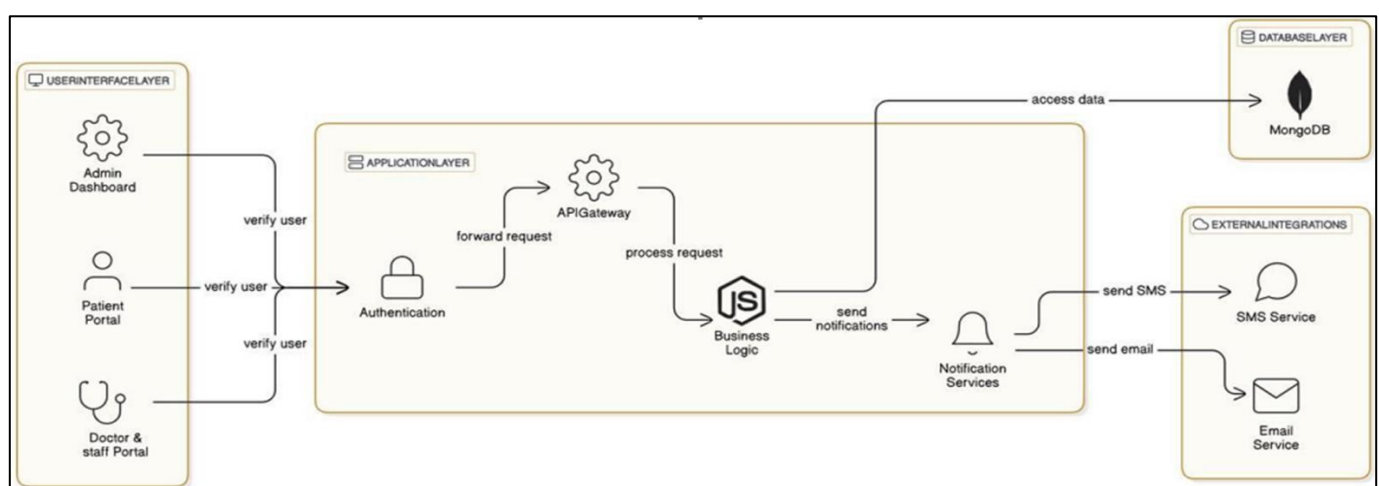 USERINTERFACELAYER
Admin
Dashboard
Patient
Portal
Doctor &
staff Portal
verify user
verify user
verify user
APPLICATIONLAYER
Authentication
forward request
APIGateway
process request
JS
Business
Logic
send
notifications
Notification
Services
access data
DATABASELAYER
MongoDB
send SMS
send email
EXTERNALINTEGRATIONS
SMS Service
Email
Service